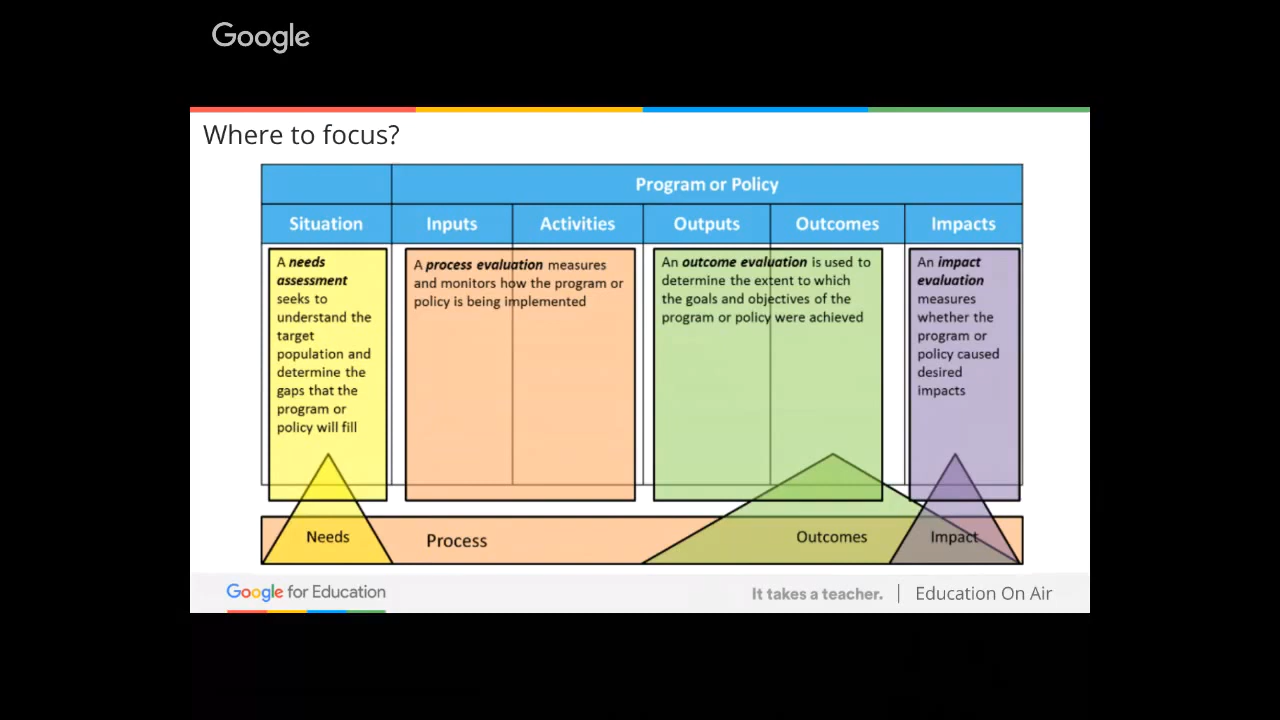 Google
Where to focus?
Program or Policy
Situation
Inputs
Activities
Outputs
Outcomes
Impacts
A needs
assessment
seeks to
understand the
target
population and
determine the
gaps that the
program or
policy will fill
A process evaluation measures
and monitors how the program or
policy is being implemented
An outcome evaluation is used to
determine the extent to which
the goals and objectives of the
program or policy were achieved
An impact
evaluation
measures
whether the
program or
policy caused
desired
impacts
Needs
Process
Outcomes
Impact
Google for Education
It takes a teacher.
Education On Air